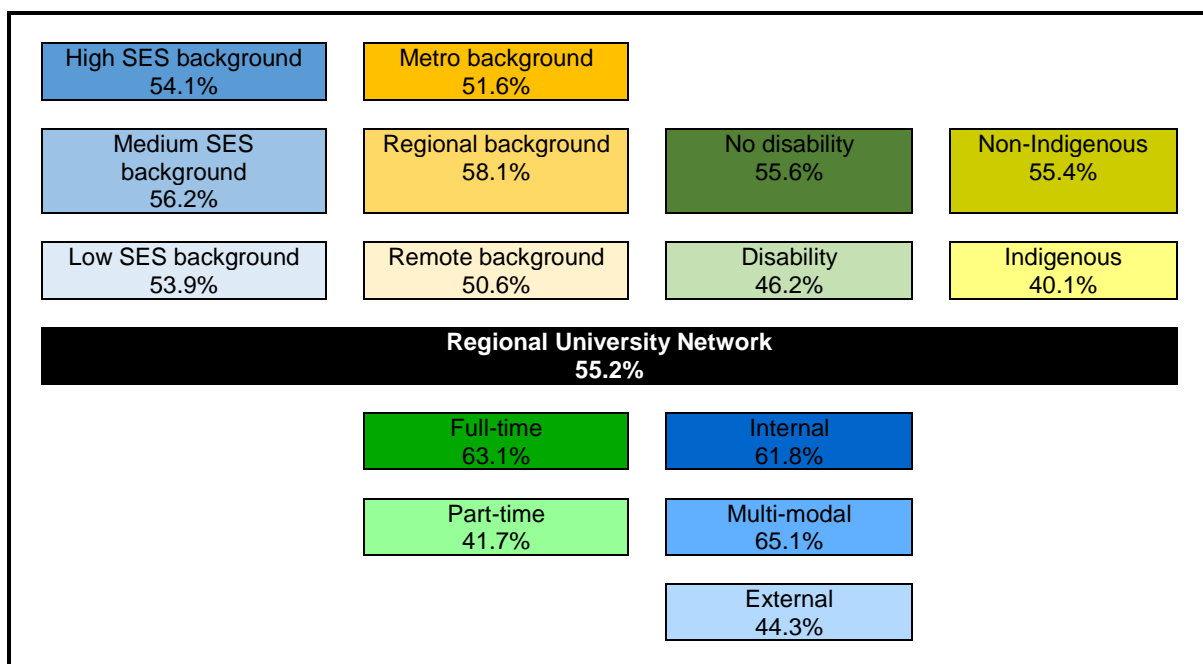 High SES background
54.1%
Metro background
51.6%
Medium SES
background
56.2%
Regional background
58.1%
No disability
55.6%
Non-Indigenous
55.4%
Low SES background
53.9%
Remote background
50.6%
Disability
46.2%
Indigenous
40.1%
Regional University Network
55.2%
Full-time
63.1%
Internal
61.8%
Part-time
41.7%
Multi-modal
65.1%
External
44.3%